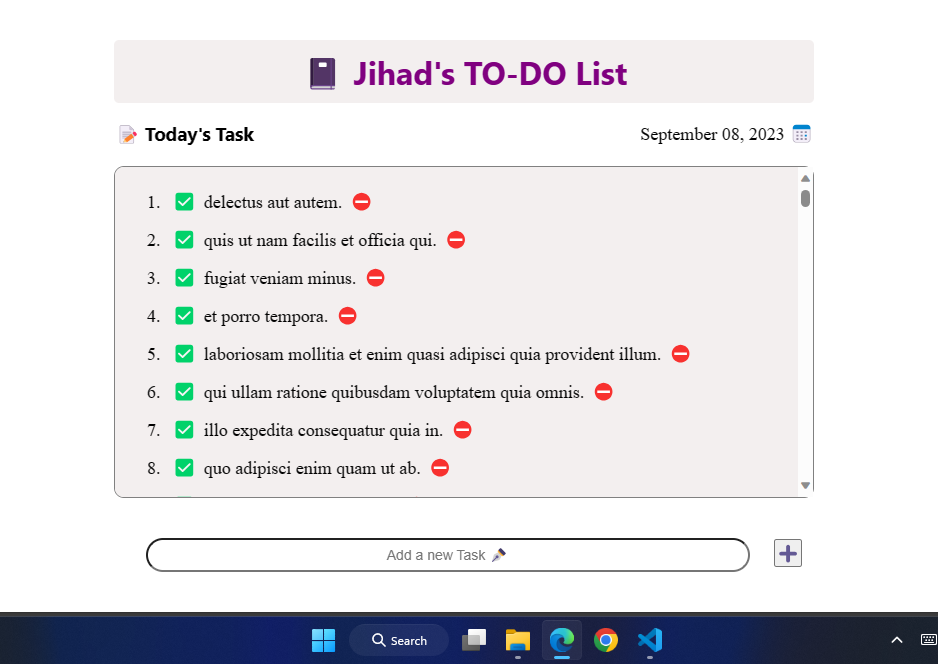 Jihad's TO-DO List
Today's Task
September 08, 2023
1. delectus aut autem.
2. quis ut nam facilis et officia qui.
3. fugiat veniam minus.
4. et porro tempora.
5. laboriosam mollitia et enim quasi adipisci quia provident illum.
6. qui ullam ratione quibusdam voluptatem quia omnis.
7. illo expedita consequatur quia in.
8. quo adipisci enim quam ut ab.
Add a new Task
Search